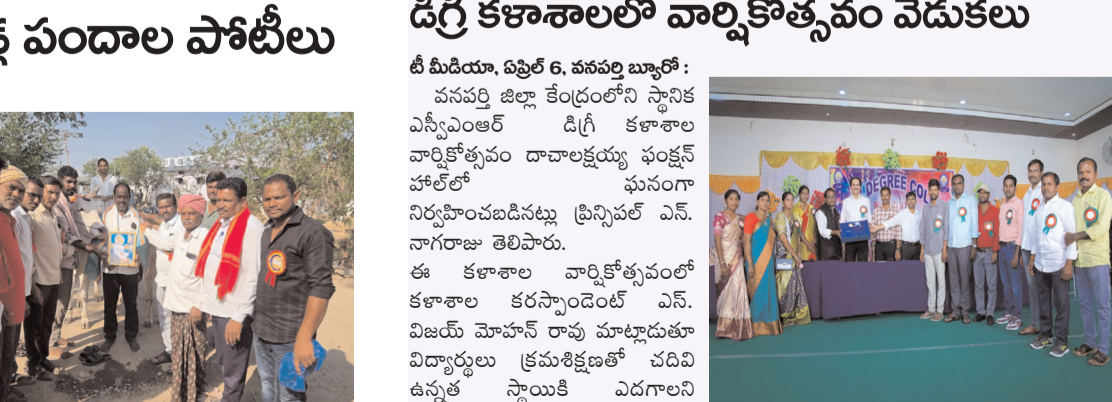 పందాల పోటీలు
డిగ్రీ కళాశాలలో వార్షికోత్సవం వేడుకలు
టీ మీడియా, ఏప్రిల్ 6, వనపర్తి బ్యూరో :
వనపర్తి జిల్లా కేంద్రంలోని స్థానిక
ఎస్వీఎంఆర్ డిగ్రీ కళాశాల
వార్షికోత్సవం దాచాలక్షయ్య ఫంక్షన్
హాల్‌లో ఘనంగా
నిర్వహించబడినట్లు ప్రిన్సిపల్ ఎన్.
నాగరాజు తెలిపారు.
ఈ కళాశాల వార్షికోత్సవంలో
కళాశాల కరస్పాండెంట్ ఎస్.
విజయ్ మోహన్ రావు మాట్లాడుతూ
విద్యార్థులు క్రమశిక్షణతో చదివి
ఉన్నత స్థాయికి ఎదగాలని
DEGREE COL